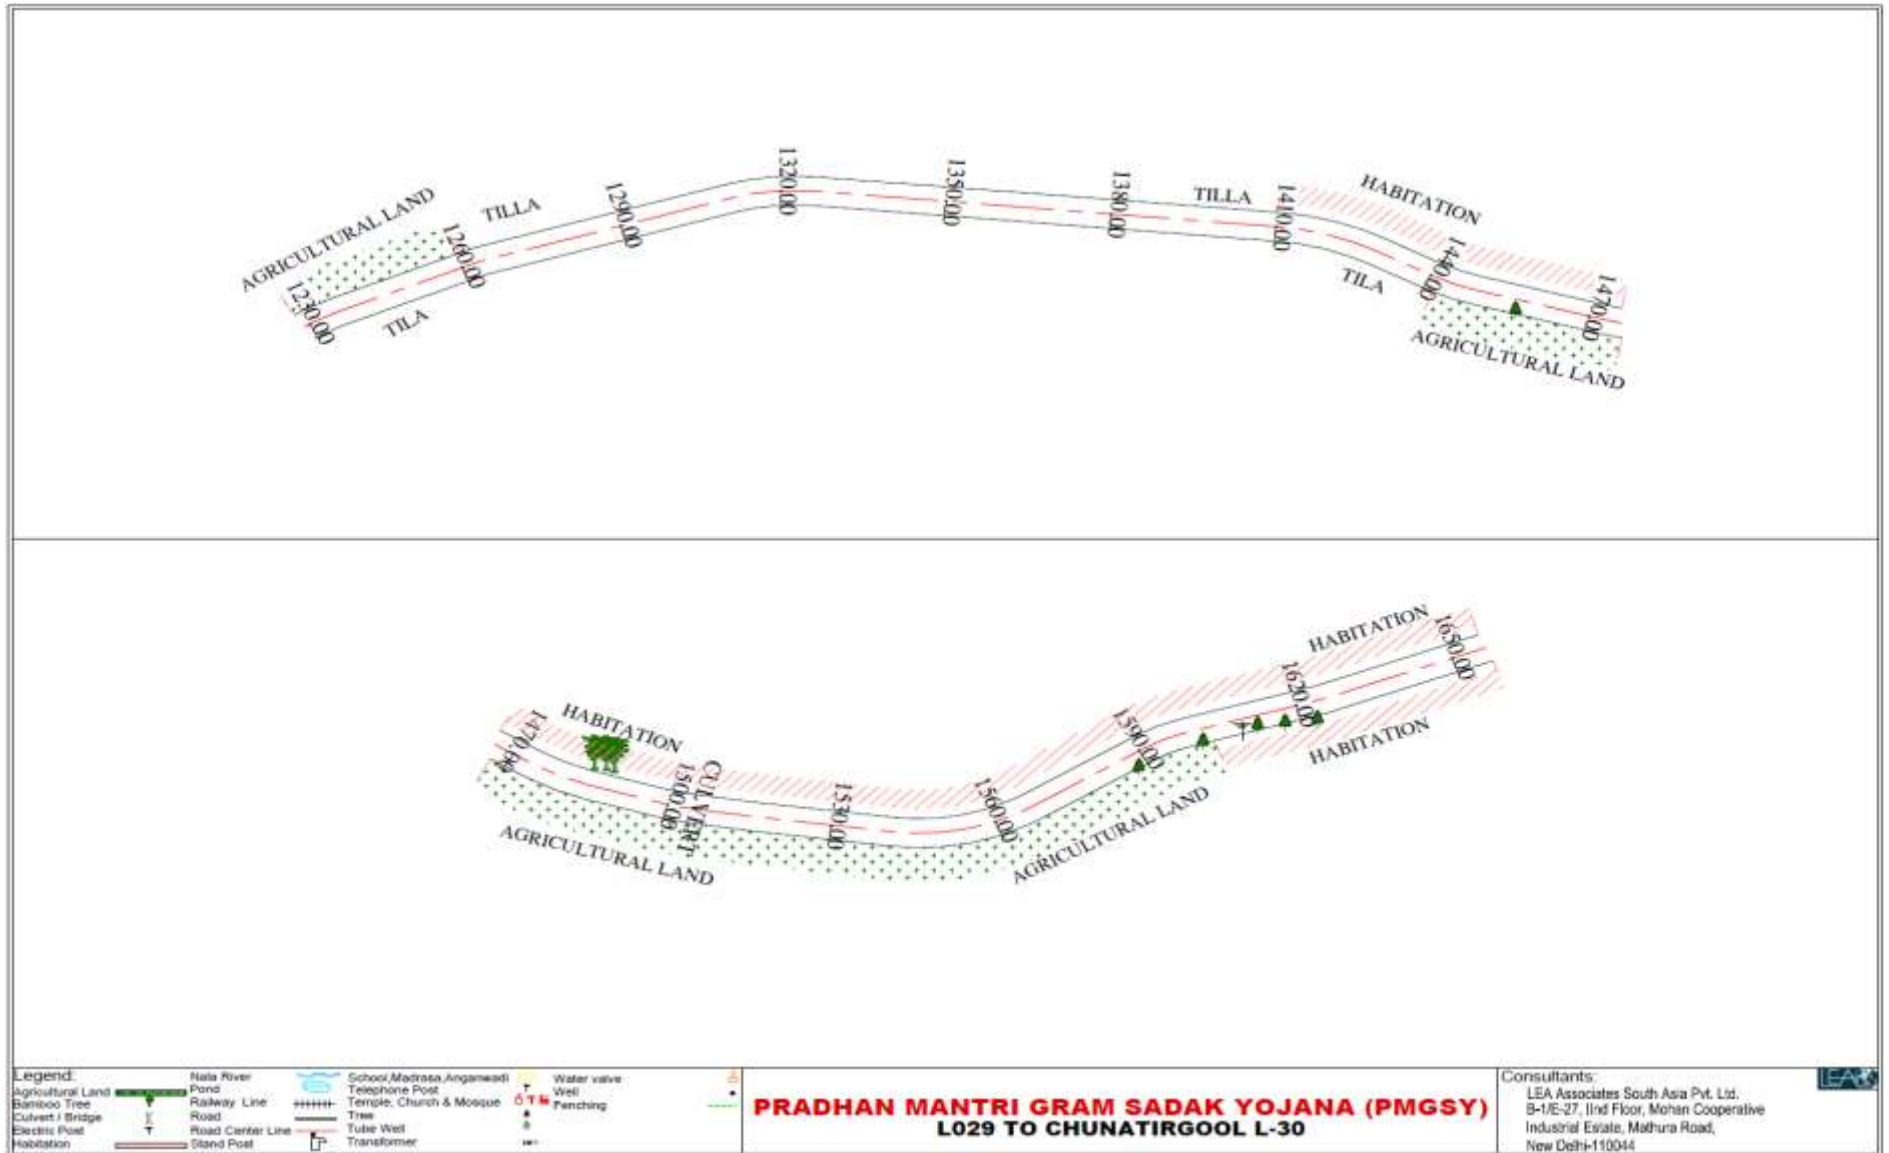 AGRICULTURAL LAND
TILLA
1230.00
1260.00
1290.00
1320.00
1350.00
1380.00
TILLA
1410.00
HABITATION
1440.00
1470.00
TILA
TILA
AGRICULTURAL LAND
HABITATION
1650.00
1620.00
HABITATION
1590.00
1470.00
HABITATION
CULVERT
1500.00
1530.00
1560.00
AGRICULTURAL LAND
AGRICULTURAL LAND
Legend:
Agricultural Land
Bamboo Tree
Culvert / Bridge
Electric Post
Habitation
Nala River
Pond
Railway Line
Road
Road Center Line
Stand Post
School,Madrasa,Anganwadi
Telephone Post
Temple, Church & Mosque
Tree
Tube Well
Transformer
Water valve
Well
Fenching
PRADHAN MANTRI GRAM SADAK YOJANA (PMGSY)
L029 TO CHUNATIRGOOL L-30
Consultants:
LEA Associates South Asia Pvt. Ltd.
B-1/E-27, IInd Floor, Mohan Cooperative
Industrial Estate, Mathura Road,
New Delhi-110044
LEA